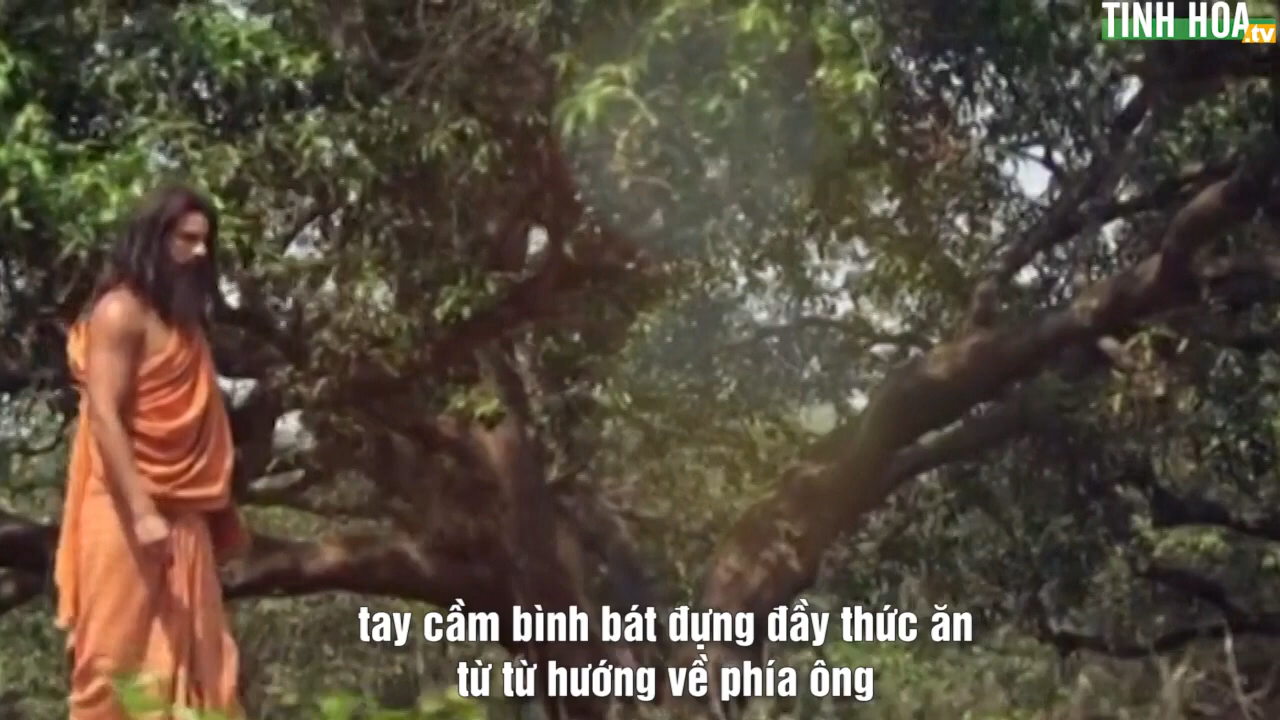 TINH HOA
.tv
tay cầm bình bát đựng đầy thức ăn
từ từ hướng về phía ông